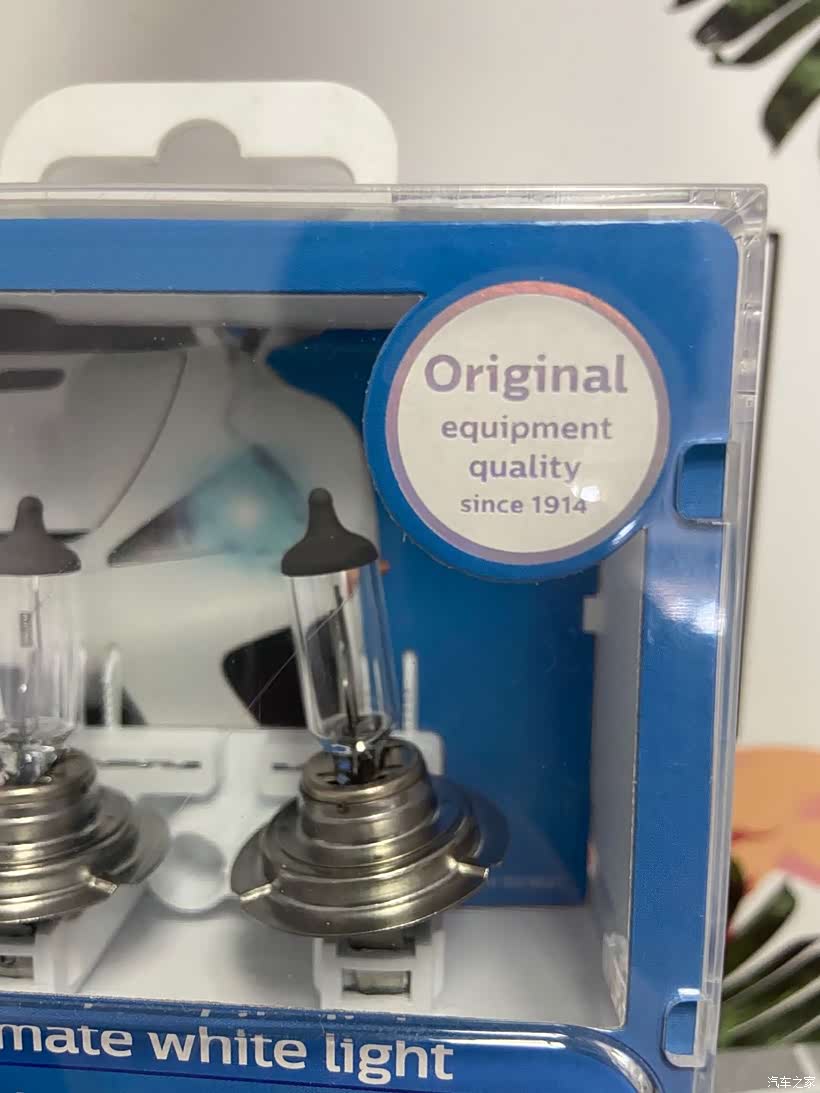 Original
equipment
quality
since 1914
mate white light
汽车之家